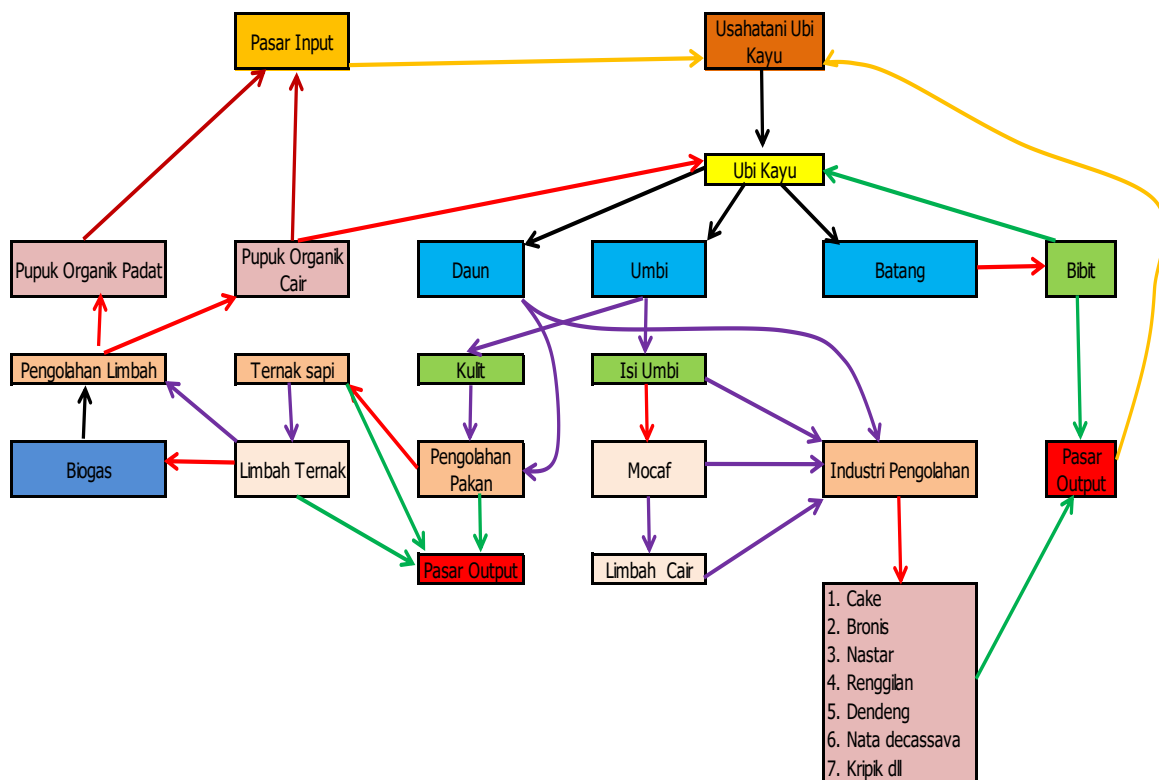 Pasar Input
Usahatani Ubi
Kayu
Ubi Kayu
Pupuk Organik Padat
Pupuk Organik
Cair
Daun
Umbi
Batang
Bibit
Pengolahan Limbah
Ternak sapi
Kulit
Isi Umbi
Biogas
Limbah Ternak
Pengolahan
Pakan
Mocaf
Industri Pengolahan
Pasar
Output
Pasar Output
Limbah Cair
1. Cake
2. Bronis
3. Nastar
4. Renggilan
5. Dendeng
6. Nata decassava
7. Kripik dll